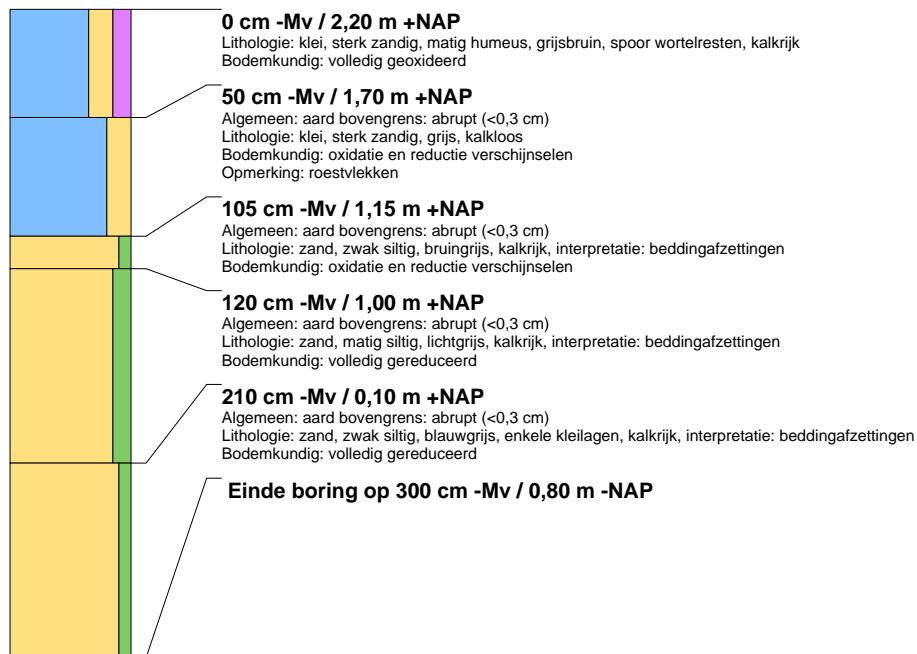 0 cm -Mv / 2,20 m +NAP
Lithologie: klei, sterk zandig, matig humeus, grijsbruin, spoor wortelresten, kalkrijk
Bodemkundig: volledig geoxideerd
50 cm -Mv / 1,70 m +NAP
Algemeen: aard bovengrens: abrupt (<0,3 cm)
Lithologie: klei, sterk zandig, grijs, kalkloos
Bodemkundig: oxidatie en reductie verschijnselen
Opmerking: roestvlekken
105 cm -Mv / 1,15 m +NAP
Algemeen: aard bovengrens: abrupt (<0,3 cm)
Lithologie: zand, zwak siltig, bruingrijs, kalkrijk, interpretatie: beddingafzettingen
Bodemkundig: oxidatie en reductie verschijnselen
120 cm -Mv / 1,00 m +NAP
Algemeen: aard bovengrens: abrupt (<0,3 cm)
Lithologie: zand, matig siltig, lichtgrijs, kalkrijk, interpretatie: beddingafzettingen
Bodemkundig: volledig gereduceerd
210 cm -Mv / 0,10 m +NAP
Algemeen: aard bovengrens: abrupt (<0,3 cm)
Lithologie: zand, zwak siltig, blauwgrijs, enkele kleilagen, kalkrijk, interpretatie: beddingafzettingen
Bodemkundig: volledig gereduceerd
Einde boring op 300 cm -Mv / 0,80 m -NAP